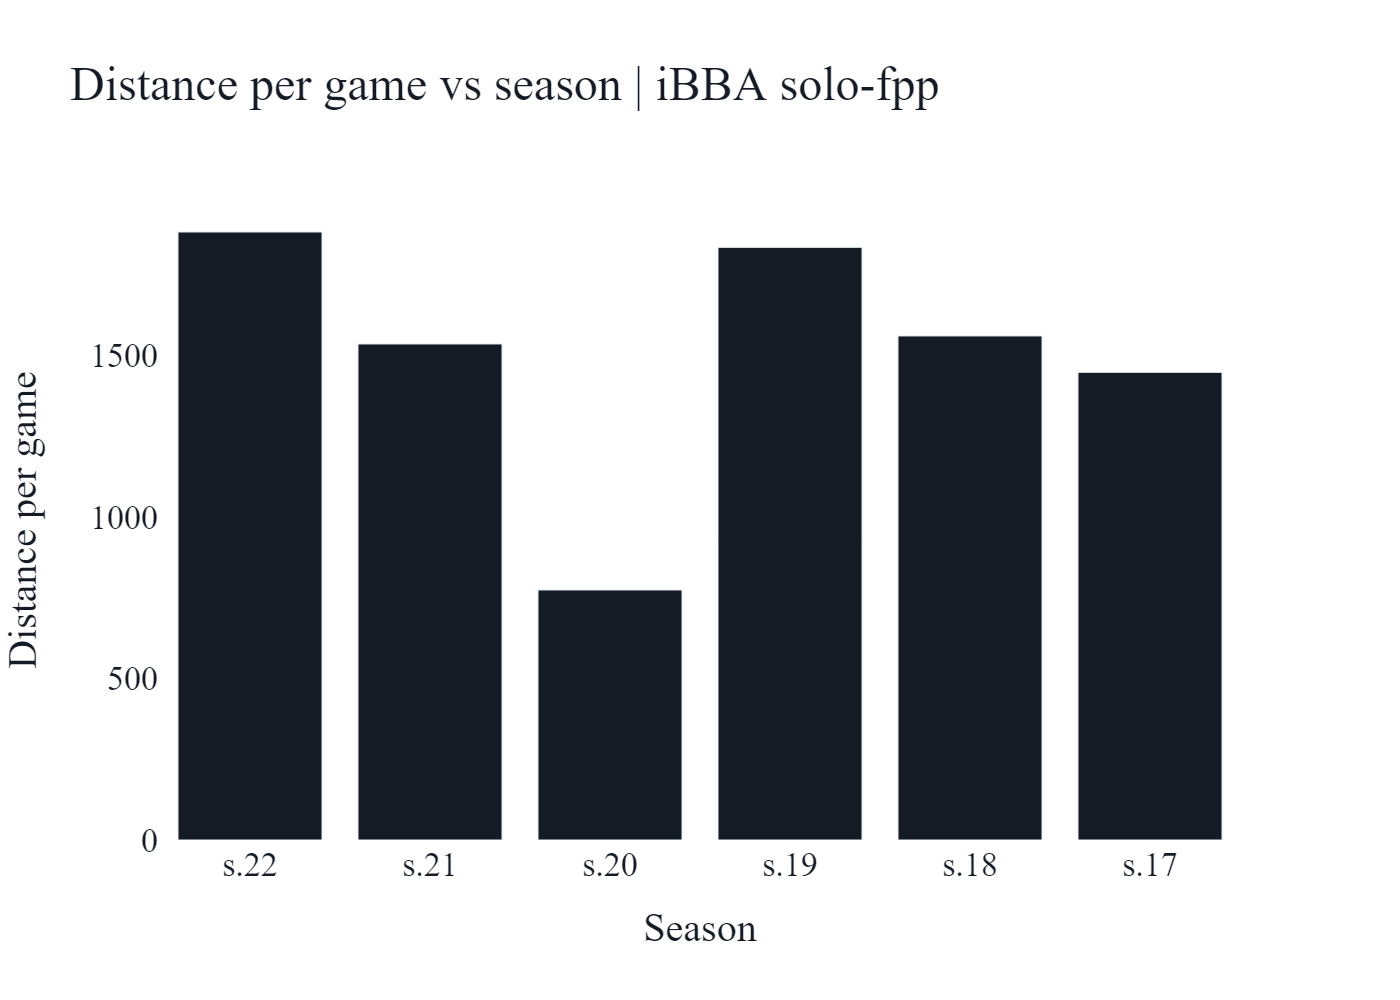 Distance per game vs season | iBBA solo-fpp
Distance per game
1500
1000
500
0
s.22 s.21 s.20 s.19 s.18 s.17
Season